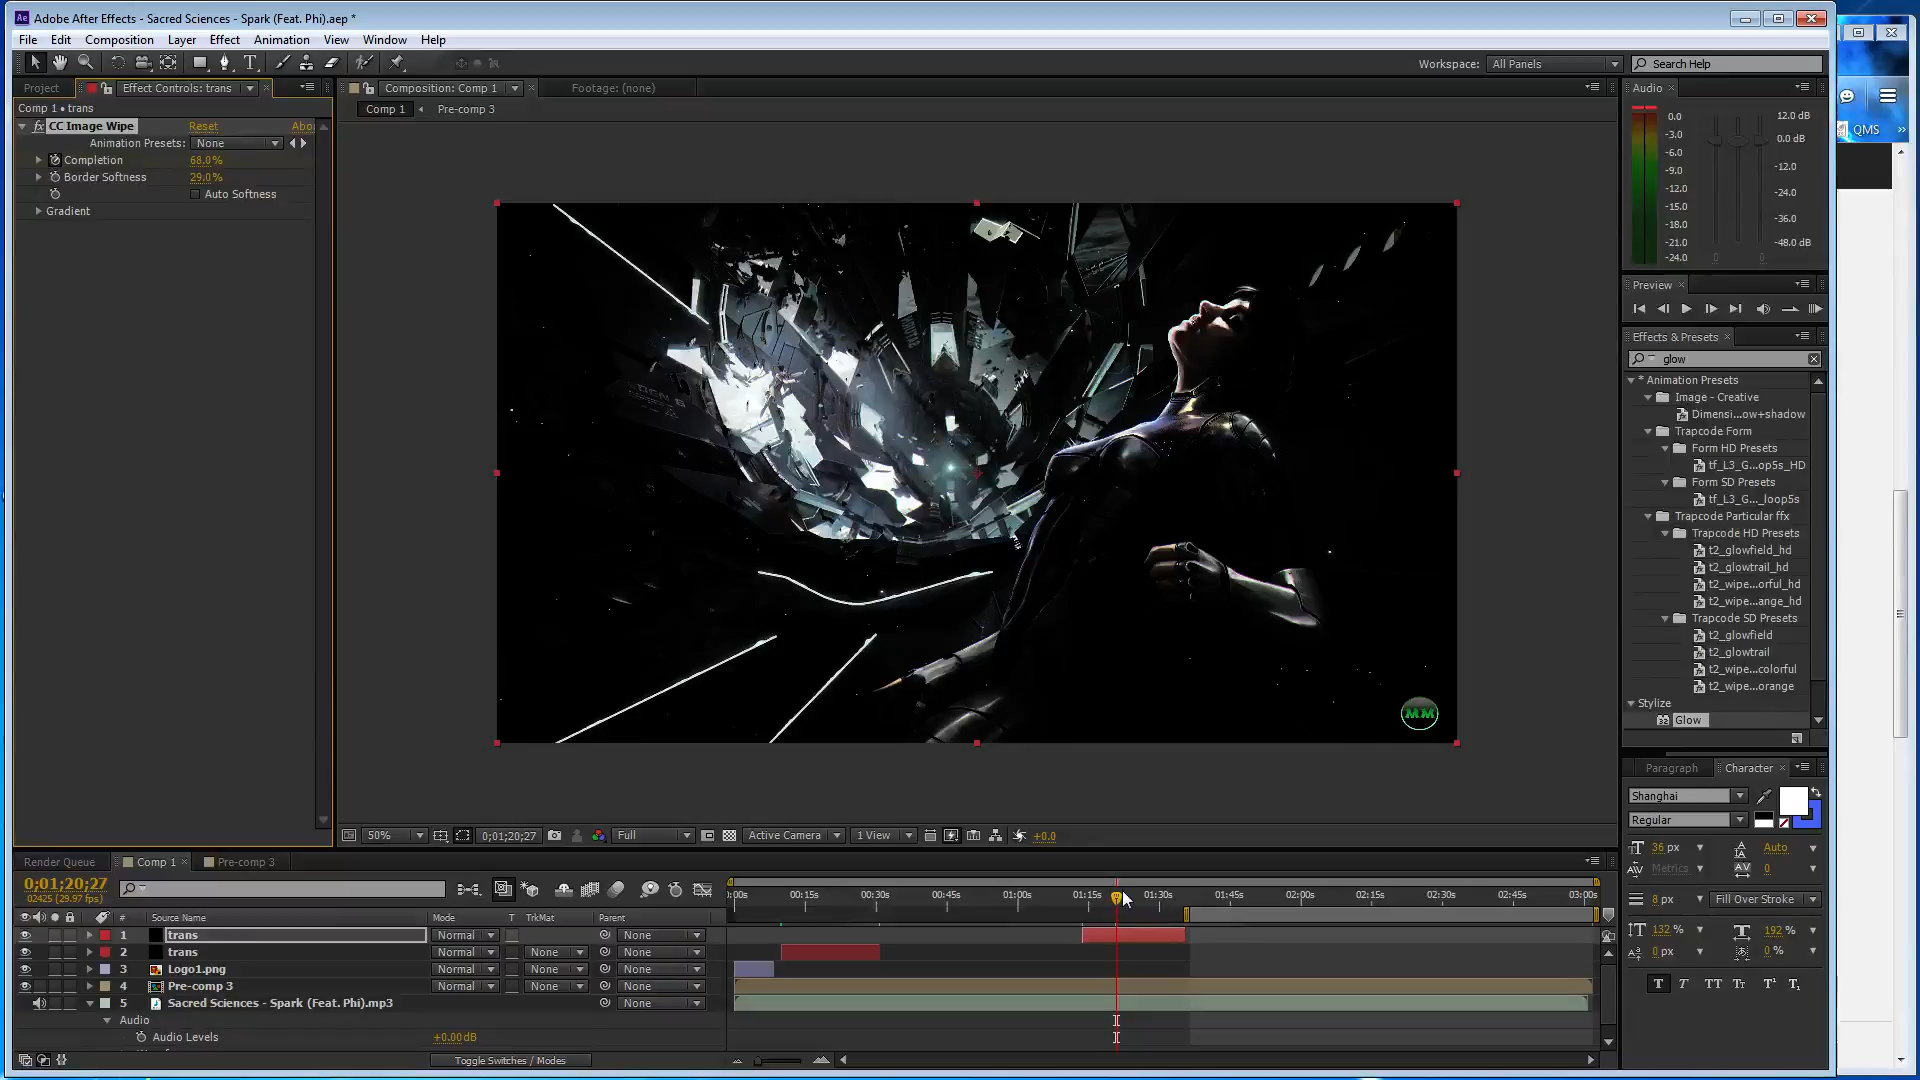 Adobe After Effects - Sacred Sciences - Spark (Feat. Phi).aep *
File Edit Composition Layer Effect Animation View Window Help
Workspace: All Panels Search Help
Project Effect Controls: trans
Comp 1 • trans
CC Image Wipe Reset Abo
Animation Presets: None
Completion 68.0%
Border Softness 29.0%
Auto Softness
Gradient
Composition: Comp 1 Footage: (none)
Comp 1 Pre-comp 3
MM
50% 0;01;20;27 Full Active Camera 1 View +0.0
Audio
0.0
-3.0
-6.0
-9.0
-12.0
-15.0
-18.0
-21.0
-24.0
12.0 dB
0.0 dB
-12.0
-24.0
-36.0
-48.0 dB
QMS
Preview
Effects & Presets
glow
* Animation Presets
Image - Creative
Dimensi...ow+shadow
Trapcode Form
Form HD Presets
tf_L3_G...op5s_HD
Form SD Presets
tf_L3_G..._loop5s
Trapcode Particular ffx
Trapcode HD Presets
t2_glowfield_hd
t2_glowtrail_hd
t2_wipe...orful_hd
t2_wipe...ange_hd
Trapcode SD Presets
t2_glowfield
t2_glowtrail
t2_wipe...colorful
t2_wipe...orange
Stylize
Glow
Paragraph Character
Shanghai
Regular
36 px Auto
Metrics 0
8 px Fill Over Stroke
132 % 192 %
0 px 0 %
T T TT Tt T¹ T₁
Render Queue Comp 1 Pre-comp 3
0;01;20;27
02425 (29.97 fps)
:00s 00:15s 00:30s 00:45s 01:00s 01:15s 01:30s 01:45s 02:00s 02:15s 02:30s 02:45s 03:00s
# Source Name Mode T TrkMat Parent
1 trans Normal None
2 trans Normal None None
3 Logo1.png Normal None None
4 Pre-comp 3 Normal None None
5 Sacred Sciences - Spark (Feat. Phi).mp3 None
Audio
Audio Levels +0.00 dB
Toggle Switches / Modes